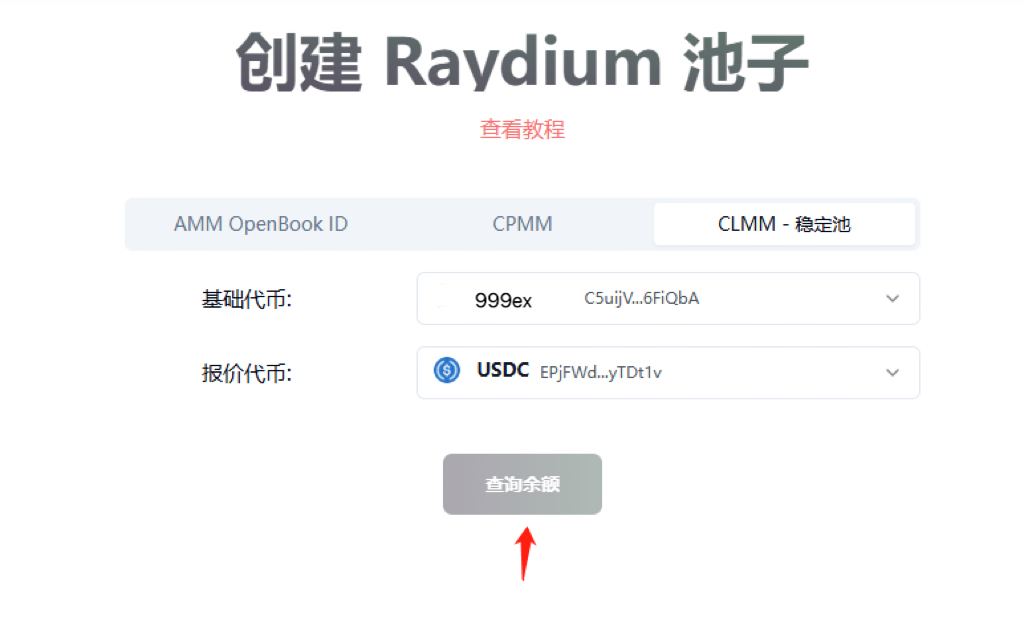 创建 Raydium 池子
查看教程
AMM OpenBook ID CPMM CLMM - 稳定池
基础代币: 999ex C5uijV...6FiQbA
报价代币: USDC EPjFWd...yTDt1v
查询余额